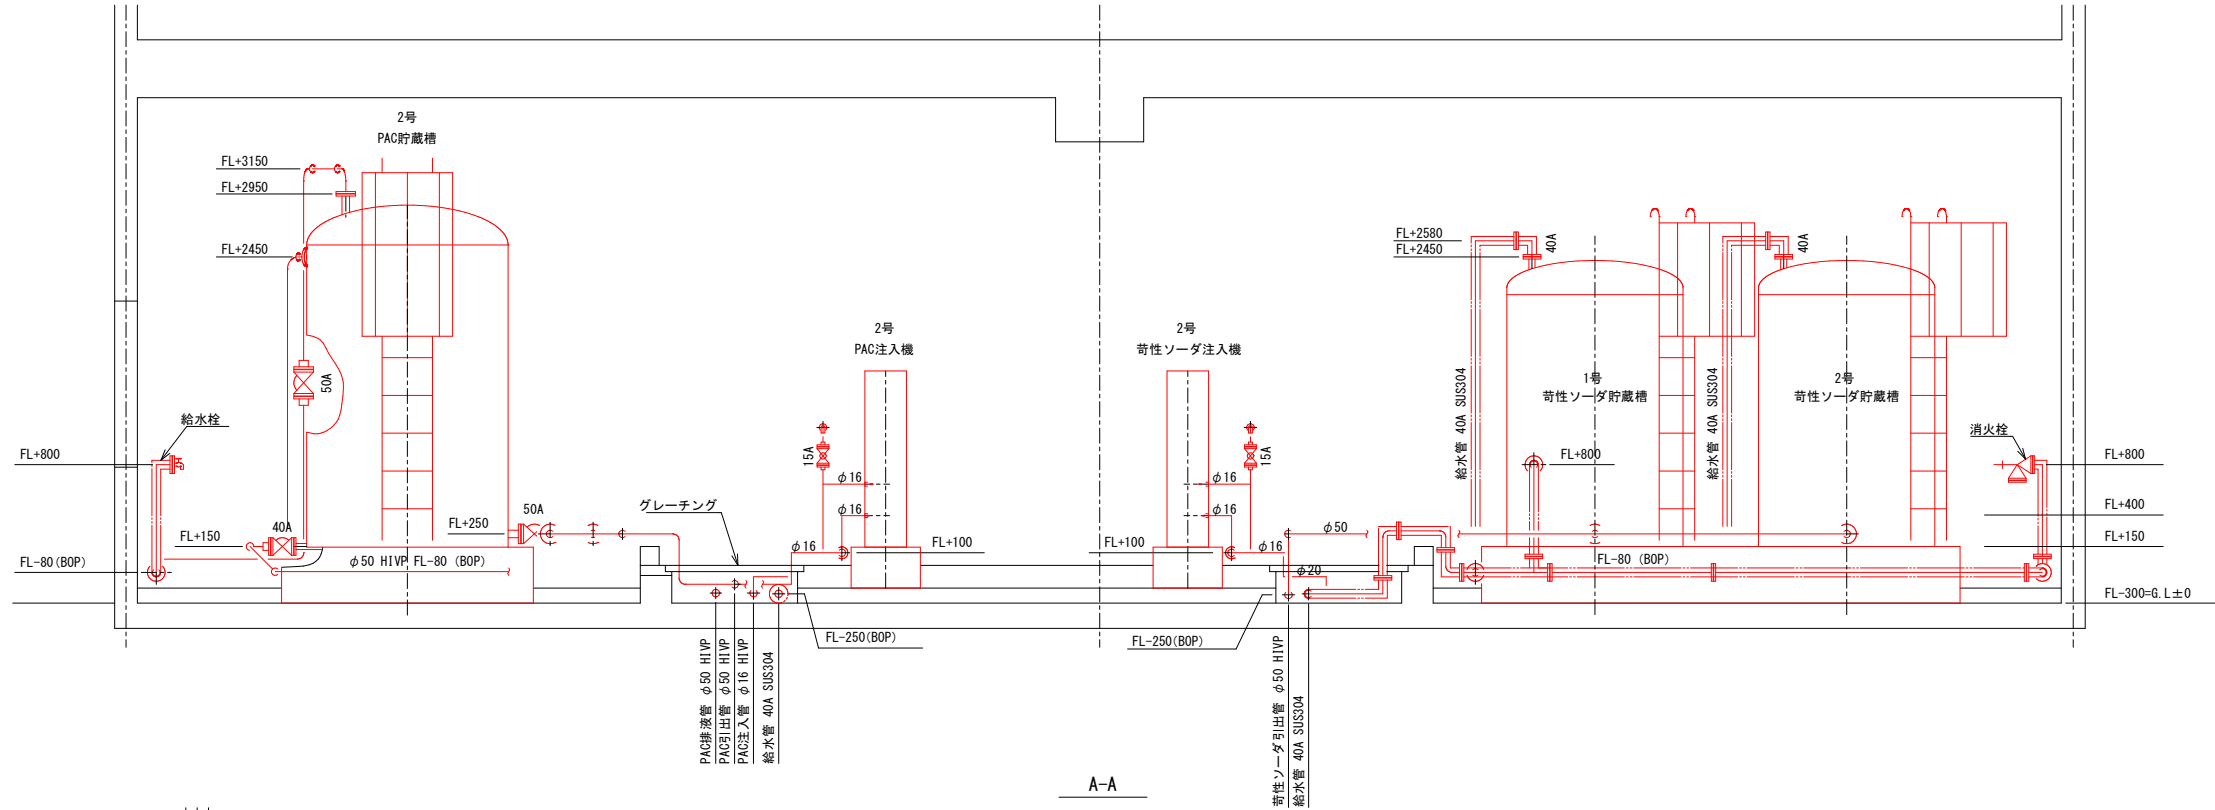 2号
PAC貯蔵槽
FL+3150
FL+2950
FL+2450
50A
給水栓
FL+800
FL+150
40A
FL-80(BOP)
φ50 HIVP FL-80 (BOP)
FL+250
50A
グレーチング
2号
PAC注入機
15A
φ16
φ16
φ16
FL+100
FL-250(BOP)
PAC排液管 φ50 HIVP
PAC引出管 φ50 HIVP
PAC注入管 φ16 HIVP
給水管 40A SUS304
2号
苛性ソーダ注入機
15A
φ16
φ16
φ16
FL+100
FL-250(BOP)
φ50
φ20
苛性ソーダ引出管 φ50 HIVP
給水管 40A SUS304
FL+2580
FL+2450
40A
給水管 40A SUS304
1号
苛性ソーダ貯蔵槽
FL+800
FL-80 (BOP)
40A
給水管 40A SUS304
2号
苛性ソーダ貯蔵槽
消火栓
FL+800
FL+400
FL+150
FL-300=G.L±0
A-A